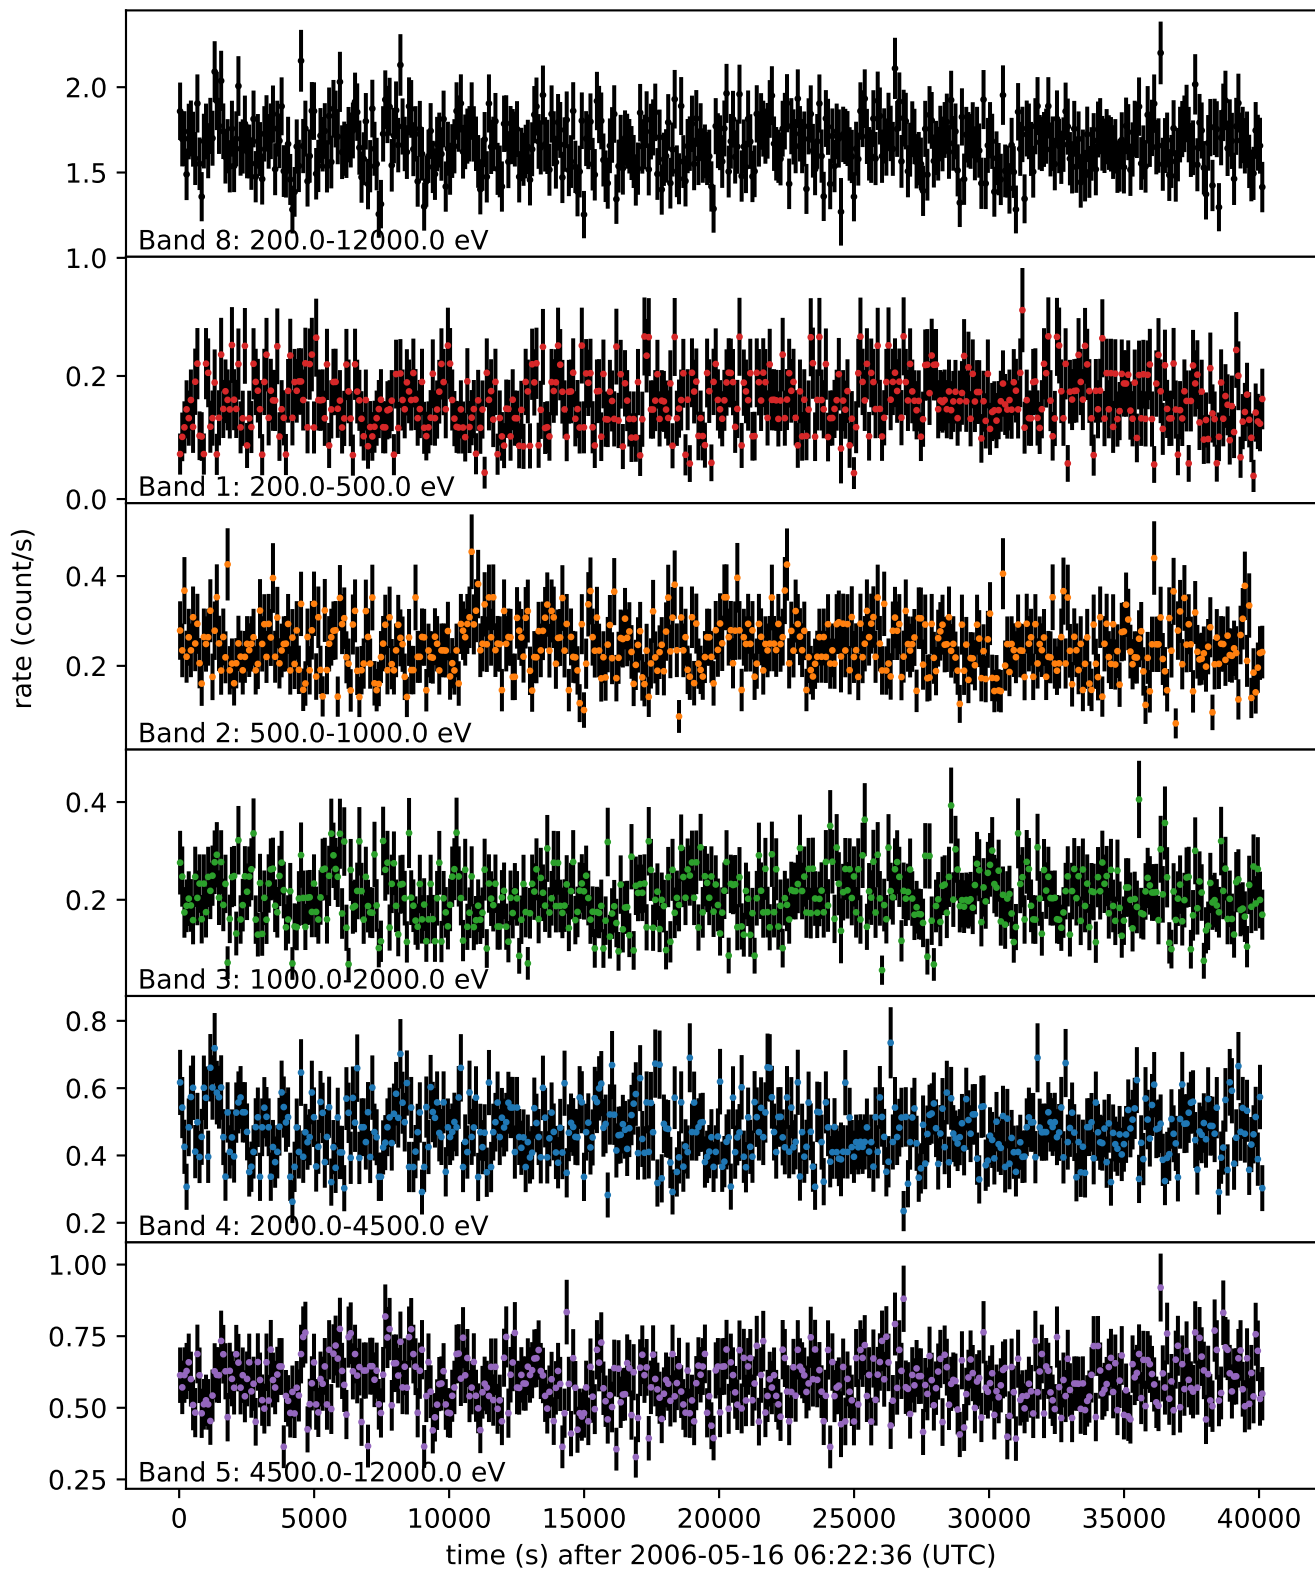 2.0
1.5
1.0
Band 8: 200.0-12000.0 eV
0.2
0.0
Band 1: 200.0-500.0 eV
0.4
0.2
Band 2: 500.0-1000.0 eV
rate (count/s)
0.4
0.2
Band 3: 1000.0-2000.0 eV
0.8
0.6
0.4
0.2
Band 4: 2000.0-4500.0 eV
1.00
0.75
0.50
0.25
Band 5: 4500.0-12000.0 eV
0 5000 10000 15000 20000 25000 30000 35000 40000
time (s) after 2006-05-16 06:22:36 (UTC)